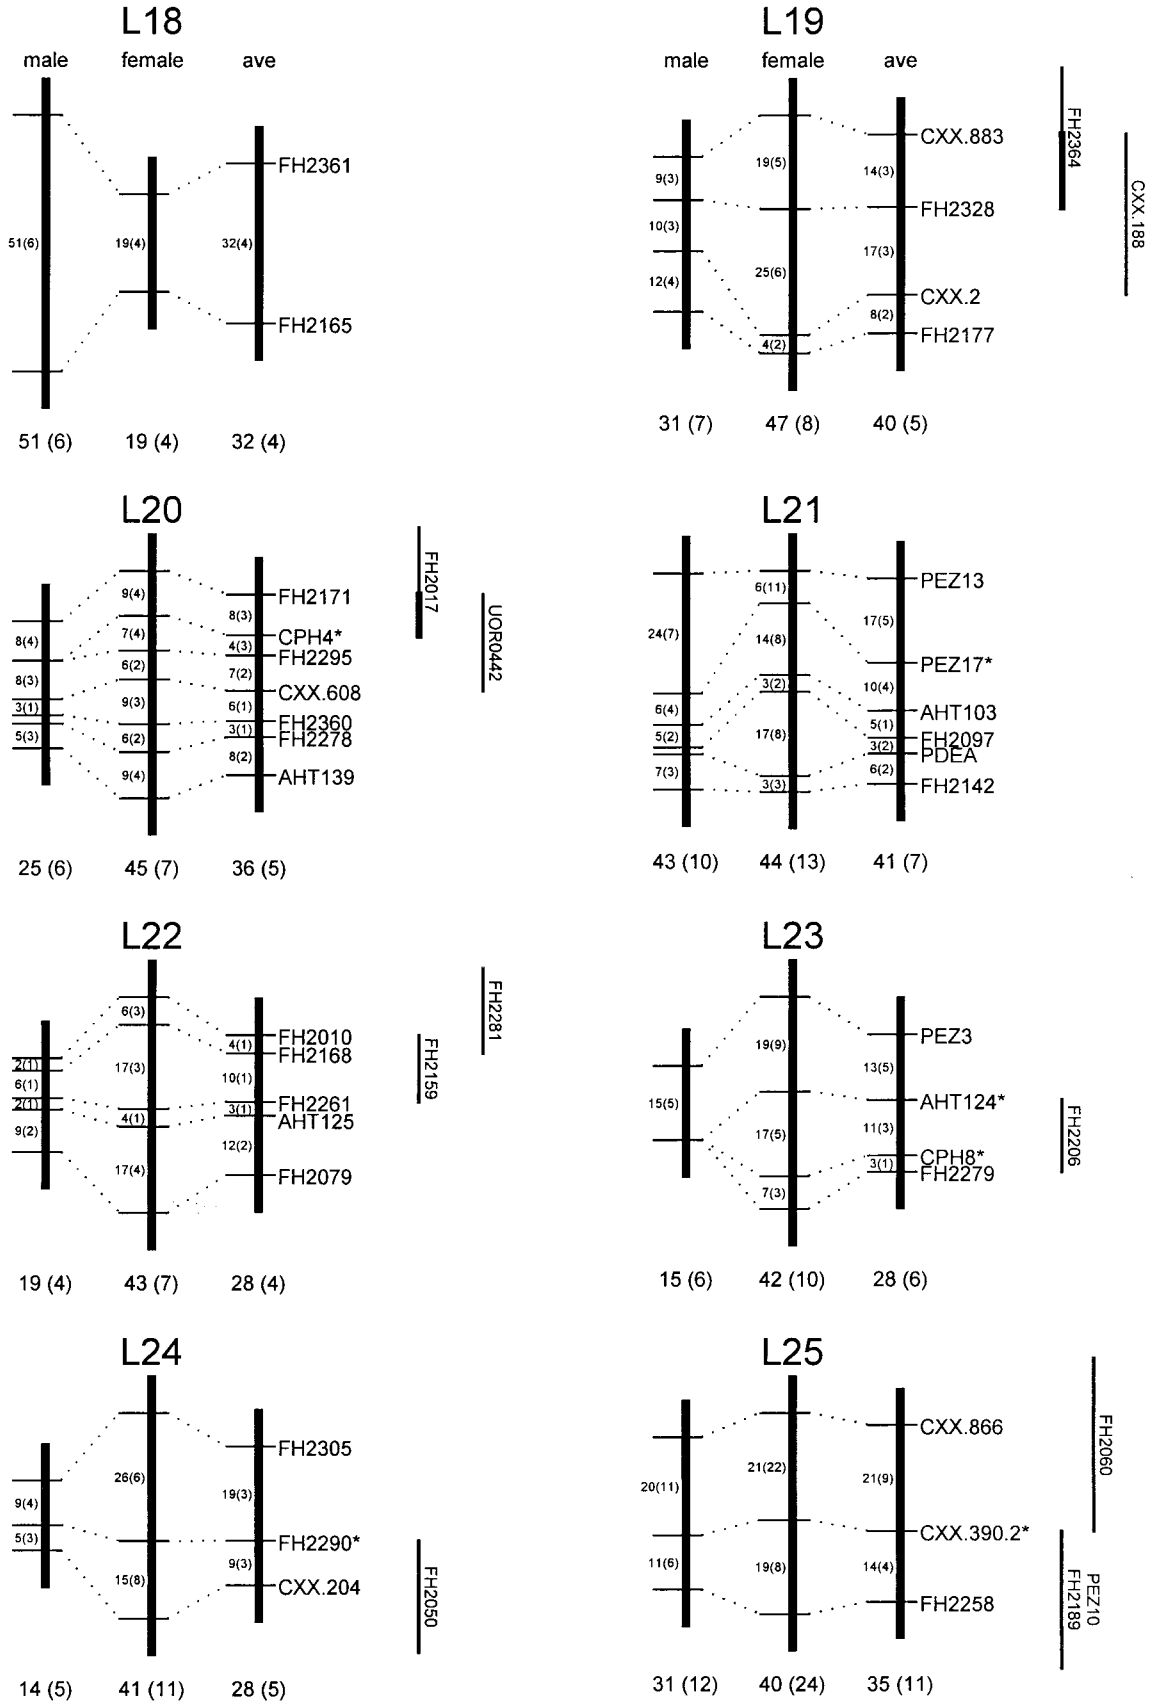 L18
male female ave
FH2361
51(6) 19(4) 32(4)
FH2165
51 (6) 19 (4) 32 (4)
L19
male female ave
CXX.883
9(3) 19(5) 14(3)
FH2328
10(3) 25(6) 17(3)
CXX.2
12(4) 4(2) 8(2)
FH2177
31 (7) 47 (8) 40 (5)
FH2364
CXX.188
L20
FH2171
9(4) 8(3)
CPH4*
8(4) 7(4) 4(3)
FH2295
8(3) 6(2) 7(2)
CXX.608
3(1) 9(3) 6(1)
FH2360
6(2) 3(1)
FH2278
5(3) 9(4) 8(2)
AHT139
25 (6) 45 (7) 36 (5)
FH2017
UOR0442
L21
PEZ13
24(7) 6(11) 17(5)
PEZ17*
6(4) 14(8) 10(4)
AHT103
5(2) 3(2) 5(1)
FH2097
17(8) 3(2)
PDEA
7(3) 3(3) 6(2)
FH2142
43 (10) 44 (13) 41 (7)
L22
FH2010
2(1) 6(3) 4(1)
FH2168
6(1) 17(3) 10(1)
FH2261
2(1) 4(1) 3(1)
AHT125
9(2) 17(4) 12(2)
FH2079
19 (4) 43 (7) 28 (4)
FH2281
FH2159
L23
PEZ3
15(5) 19(9) 13(5)
AHT124*
17(5) 11(3)
CPH8*
7(3) 3(1)
FH2279
15 (6) 42 (10) 28 (6)
FH2206
L24
FH2305
9(4) 26(6) 19(3)
FH2290*
5(3) 15(8) 9(3)
CXX.204
14 (5) 41 (11) 28 (5)
FH2050
L25
CXX.866
20(11) 21(22) 21(9)
CXX.390.2*
11(6) 19(8) 14(4)
FH2258
31 (12) 40 (24) 35 (11)
FH2060
PEZ10
FH2189